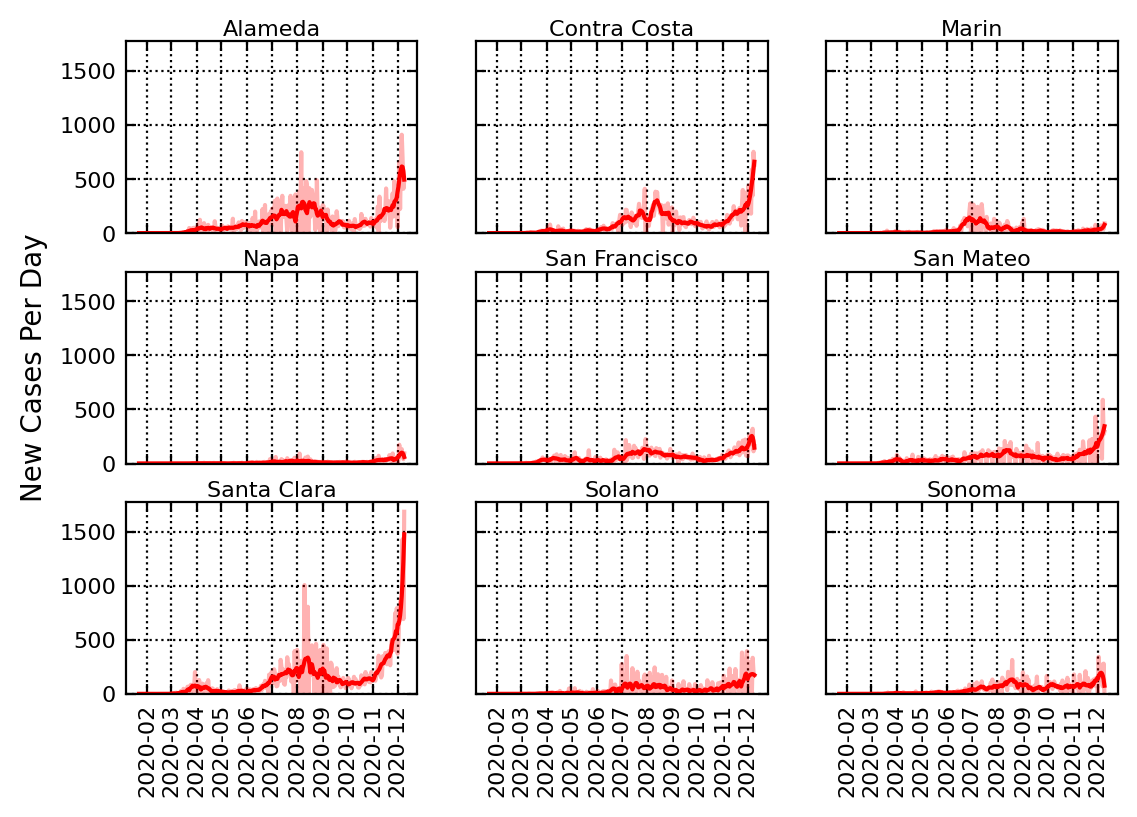 Alameda Contra Costa Marin
1500
1000
500
0
Napa San Francisco San Mateo
1500
1000
500
0
Santa Clara Solano Sonoma
1500
1000
500
0
New Cases Per Day
2020-02 2020-03 2020-04 2020-05 2020-06 2020-07 2020-08 2020-09 2020-10 2020-11 2020-12
2020-02 2020-03 2020-04 2020-05 2020-06 2020-07 2020-08 2020-09 2020-10 2020-11 2020-12
2020-02 2020-03 2020-04 2020-05 2020-06 2020-07 2020-08 2020-09 2020-10 2020-11 2020-12